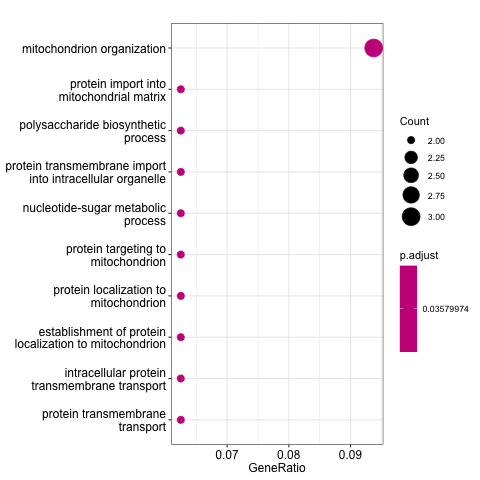 mitochondrion organization
protein import into
mitochondrial matrix
polysaccharide biosynthetic
process
protein transmembrane import
into intracellular organelle
nucleotide-sugar metabolic
process
protein targeting to
mitochondrion
protein localization to
mitochondrion
establishment of protein
localization to mitochondrion
intracellular protein
transmembrane transport
protein transmembrane
transport
0.07 0.08 0.09
GeneRatio
Count
2.00
2.25
2.50
2.75
3.00
p.adjust
0.03579974